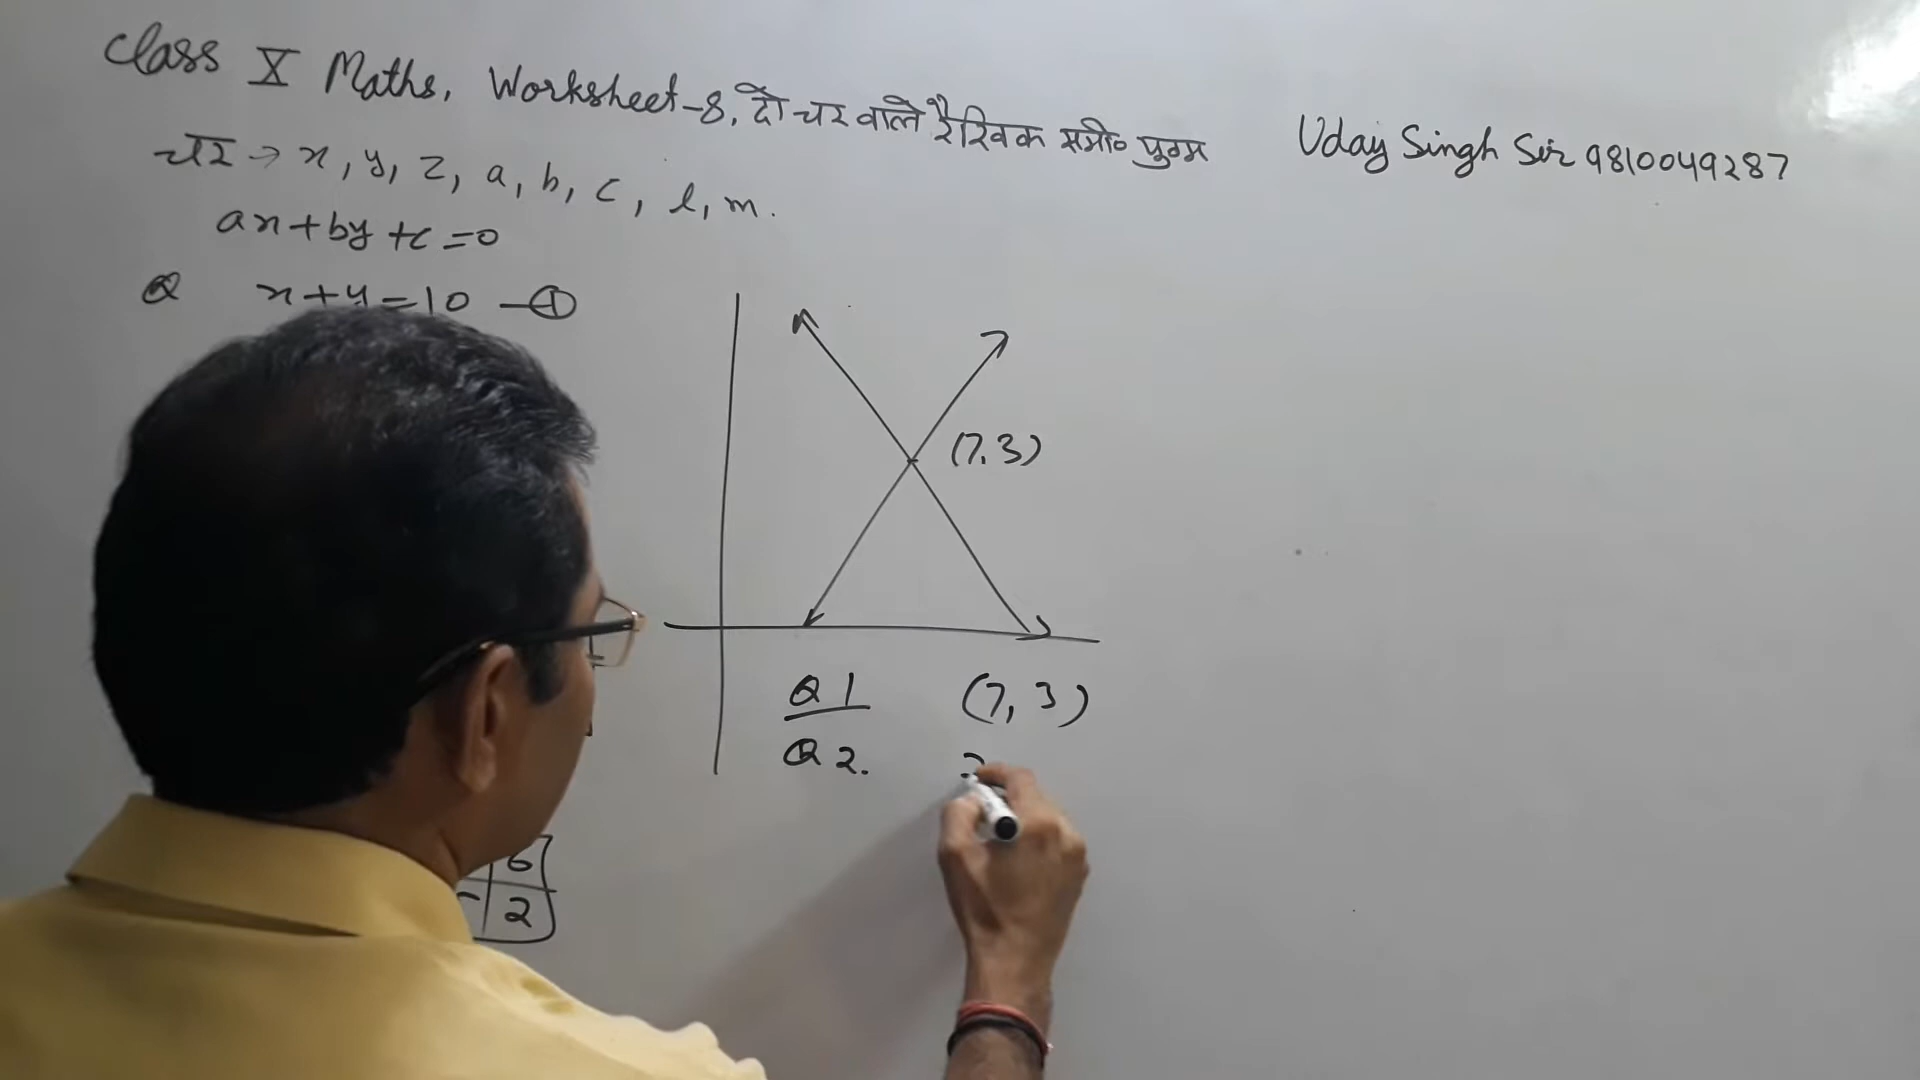 Class X Maths, Worksheet-8, दो चर वाले रैखिक समी० युग्म
Uday Singh Sir 9810049287
चर → x, y, z, a, b, c, l, m.
ax+by+c=0
Q x+y=10 —①
(7,3)
Q1 (7,3)
Q2.
6
2